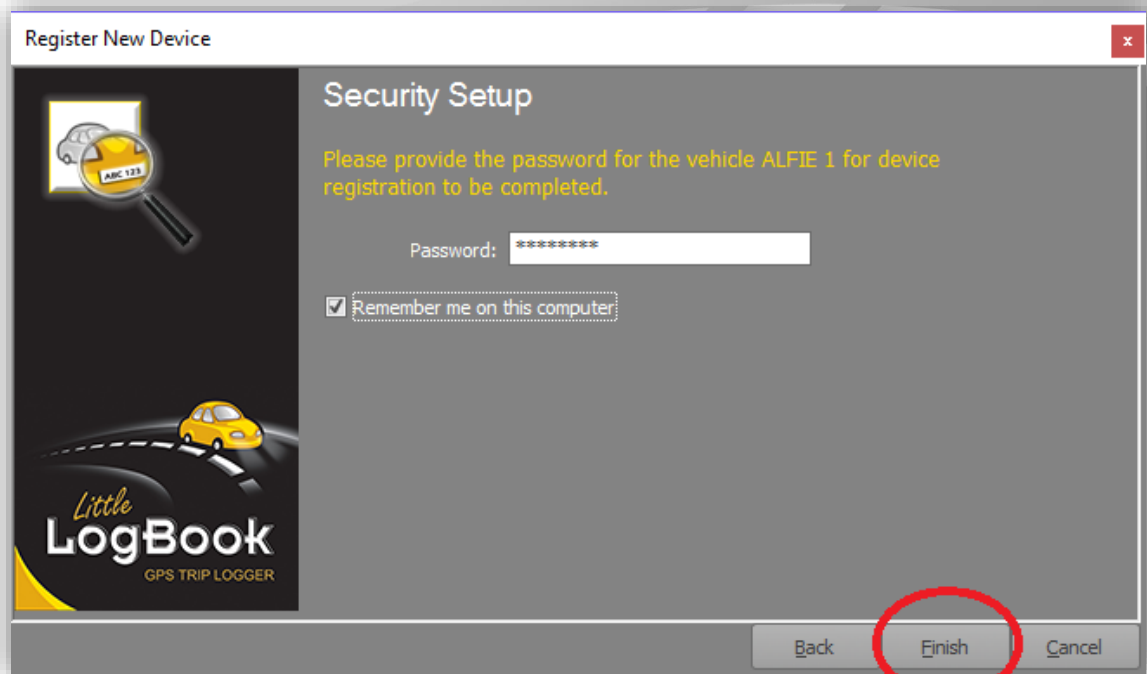 Register New Device
x
Security Setup
Please provide the password for the vehicle ALFIE 1 for device
registration to be completed.
ABC 123
Password: ********
Remember me on this computer
Little
LogBook
GPS TRIP LOGGER
Back Finish Cancel